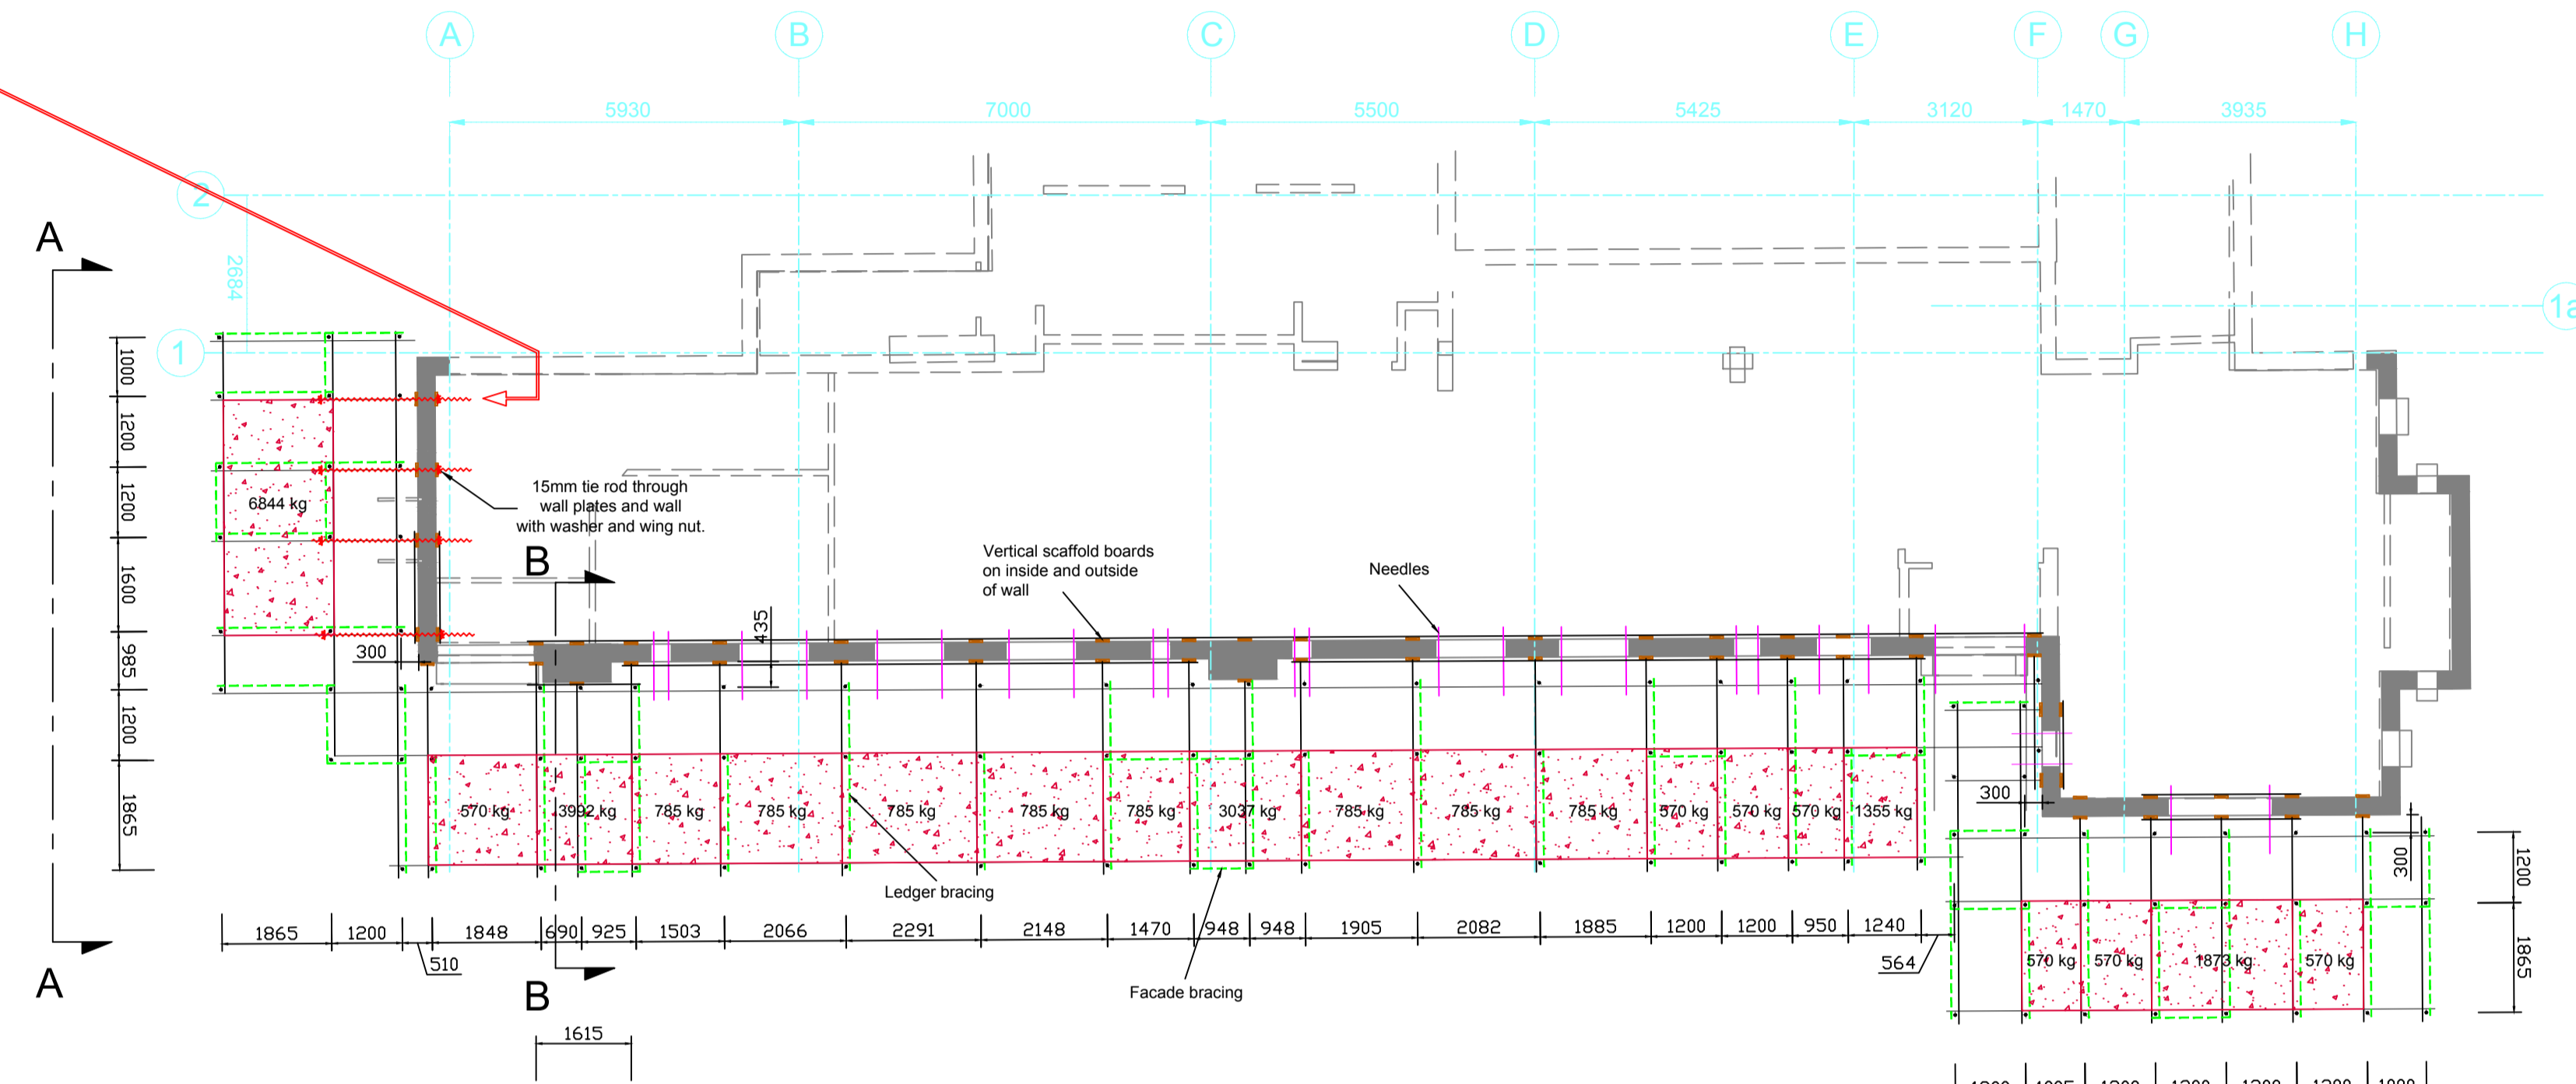 A B C D E F G H
5930 7000 5500 5425 3120 1470 3935
2
A
2684
1a
1
1000
1200
1200
1600
985
1200
1865
6844 kg
15mm tie rod through
wall plates and wall
with washer and wing nut.
B
Vertical scaffold boards
on inside and outside
of wall
Needles
435
300
300
570 kg 3992 kg 785 kg 785 kg 785 kg 785 kg 785 kg 3037 kg 785 kg 785 kg 785 kg 570 kg 570 kg 570 kg 1355 kg
Ledger bracing
300
1200
1865
1865 1200 1848 690 925 1503 2066 2291 2148 1470 948 948 1905 2082 1885 1200 1200 950 1240
510
564
570 kg 570 kg 1873 kg 570 kg
A
B
Facade bracing
1615